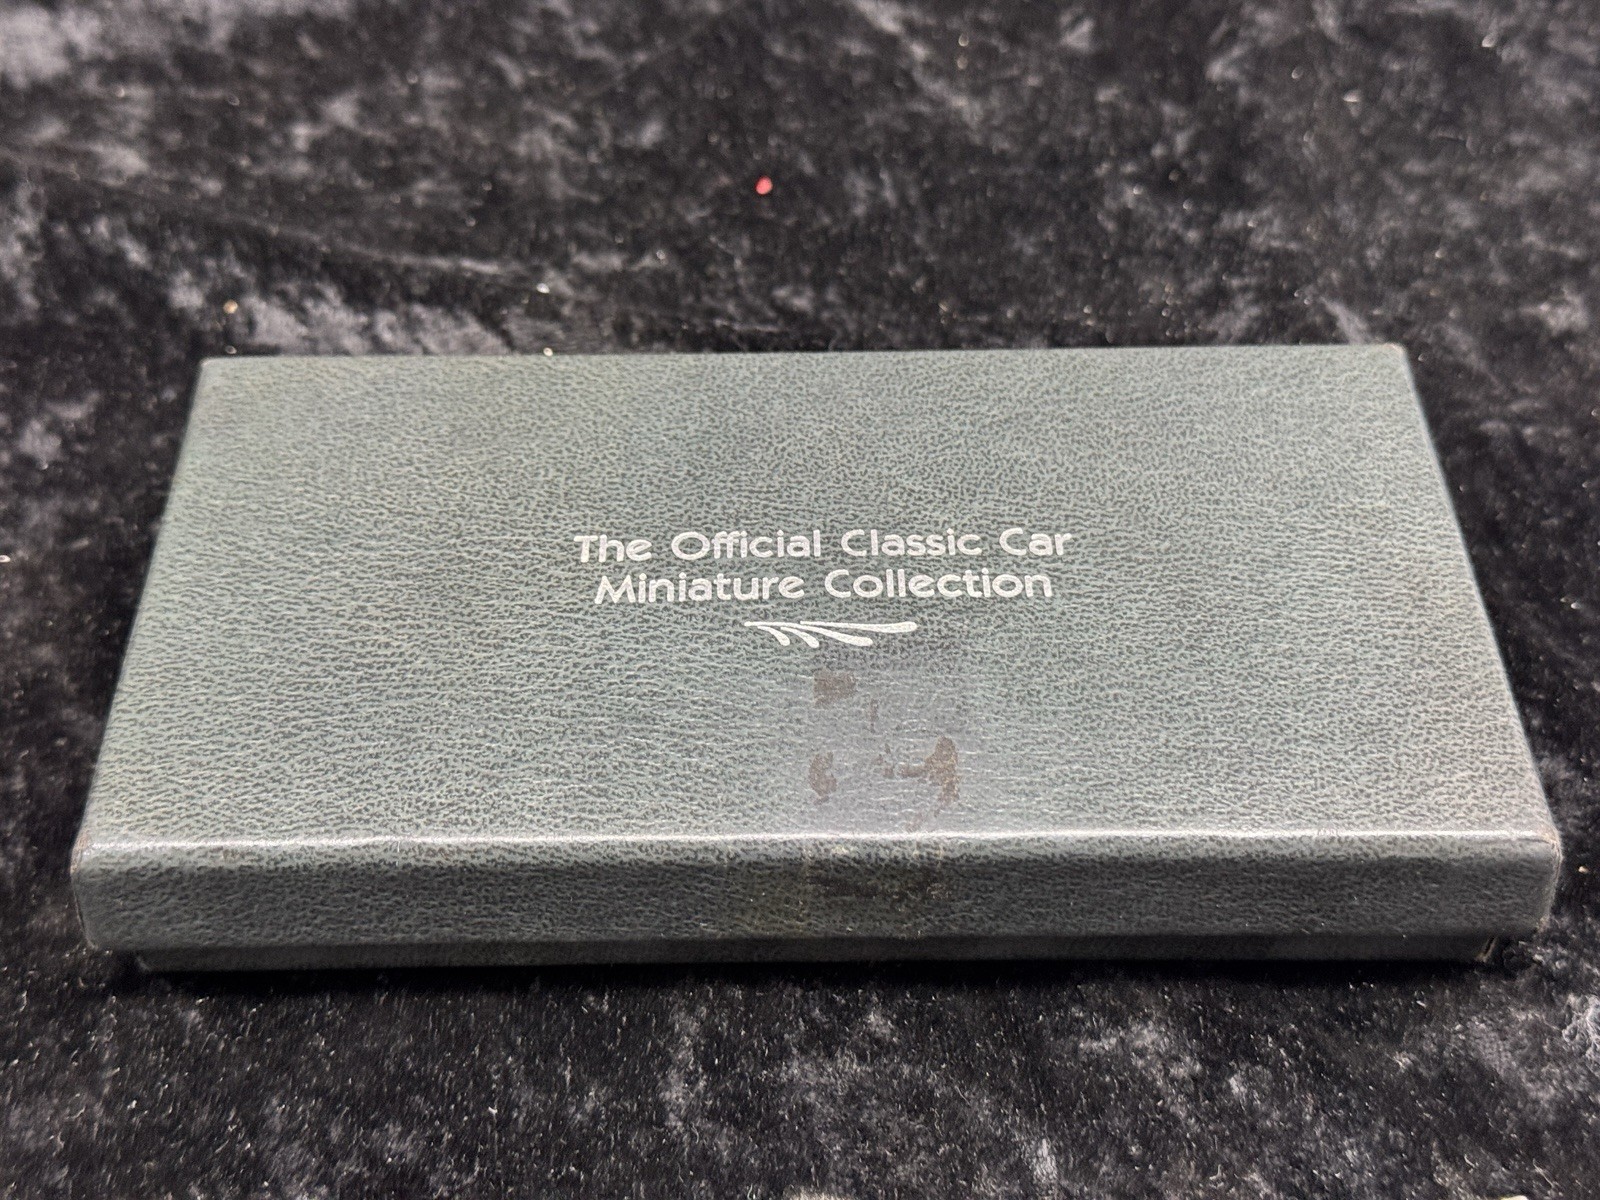 The Official Classic Car
Miniature Collection